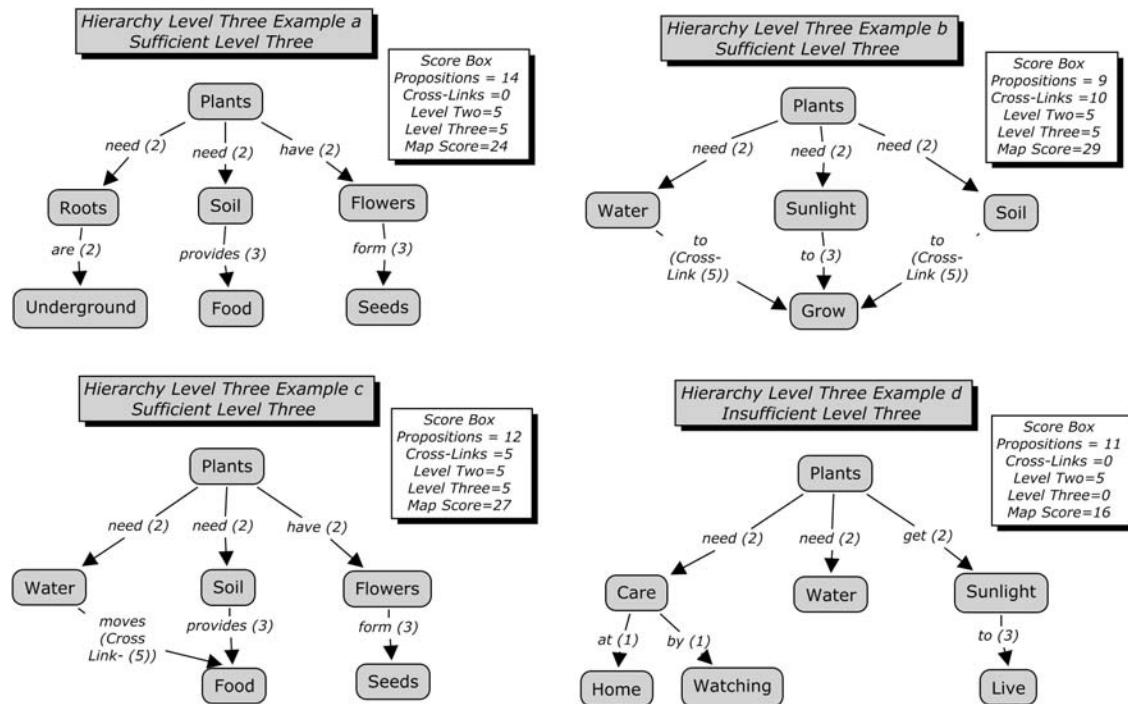 Hierarchy Level Three Example a
Sufficient Level Three
Score Box
Propositions = 14
Cross-Links =0
Level Two=5
Level Three=5
Map Score=24
Plants
need (2)
need (2)
have (2)
Roots
Soil
Flowers
are (2)
provides (3)
form (3)
Underground
Food
Seeds
Hierarchy Level Three Example b
Sufficient Level Three
Score Box
Propositions = 9
Cross-Links =10
Level Two=5
Level Three=5
Map Score=29
Plants
need (2)
need (2)
need (2)
Water
Sunlight
Soil
to
(Cross-
Link (5))
to (3)
to
(Cross-
Link (5))
Grow
Hierarchy Level Three Example c
Sufficient Level Three
Score Box
Propositions = 12
Cross-Links =5
Level Two=5
Level Three=5
Map Score=27
Plants
need (2)
need (2)
have (2)
Water
Soil
Flowers
moves
(Cross
Link- (5))
provides (3)
form (3)
Food
Seeds
Hierarchy Level Three Example d
Insufficient Level Three
Score Box
Propositions = 11
Cross-Links =0
Level Two=5
Level Three=0
Map Score=16
Plants
need (2)
need (2)
get (2)
Care
Water
Sunlight
at (1)
by (1)
to (3)
Home
Watching
Live